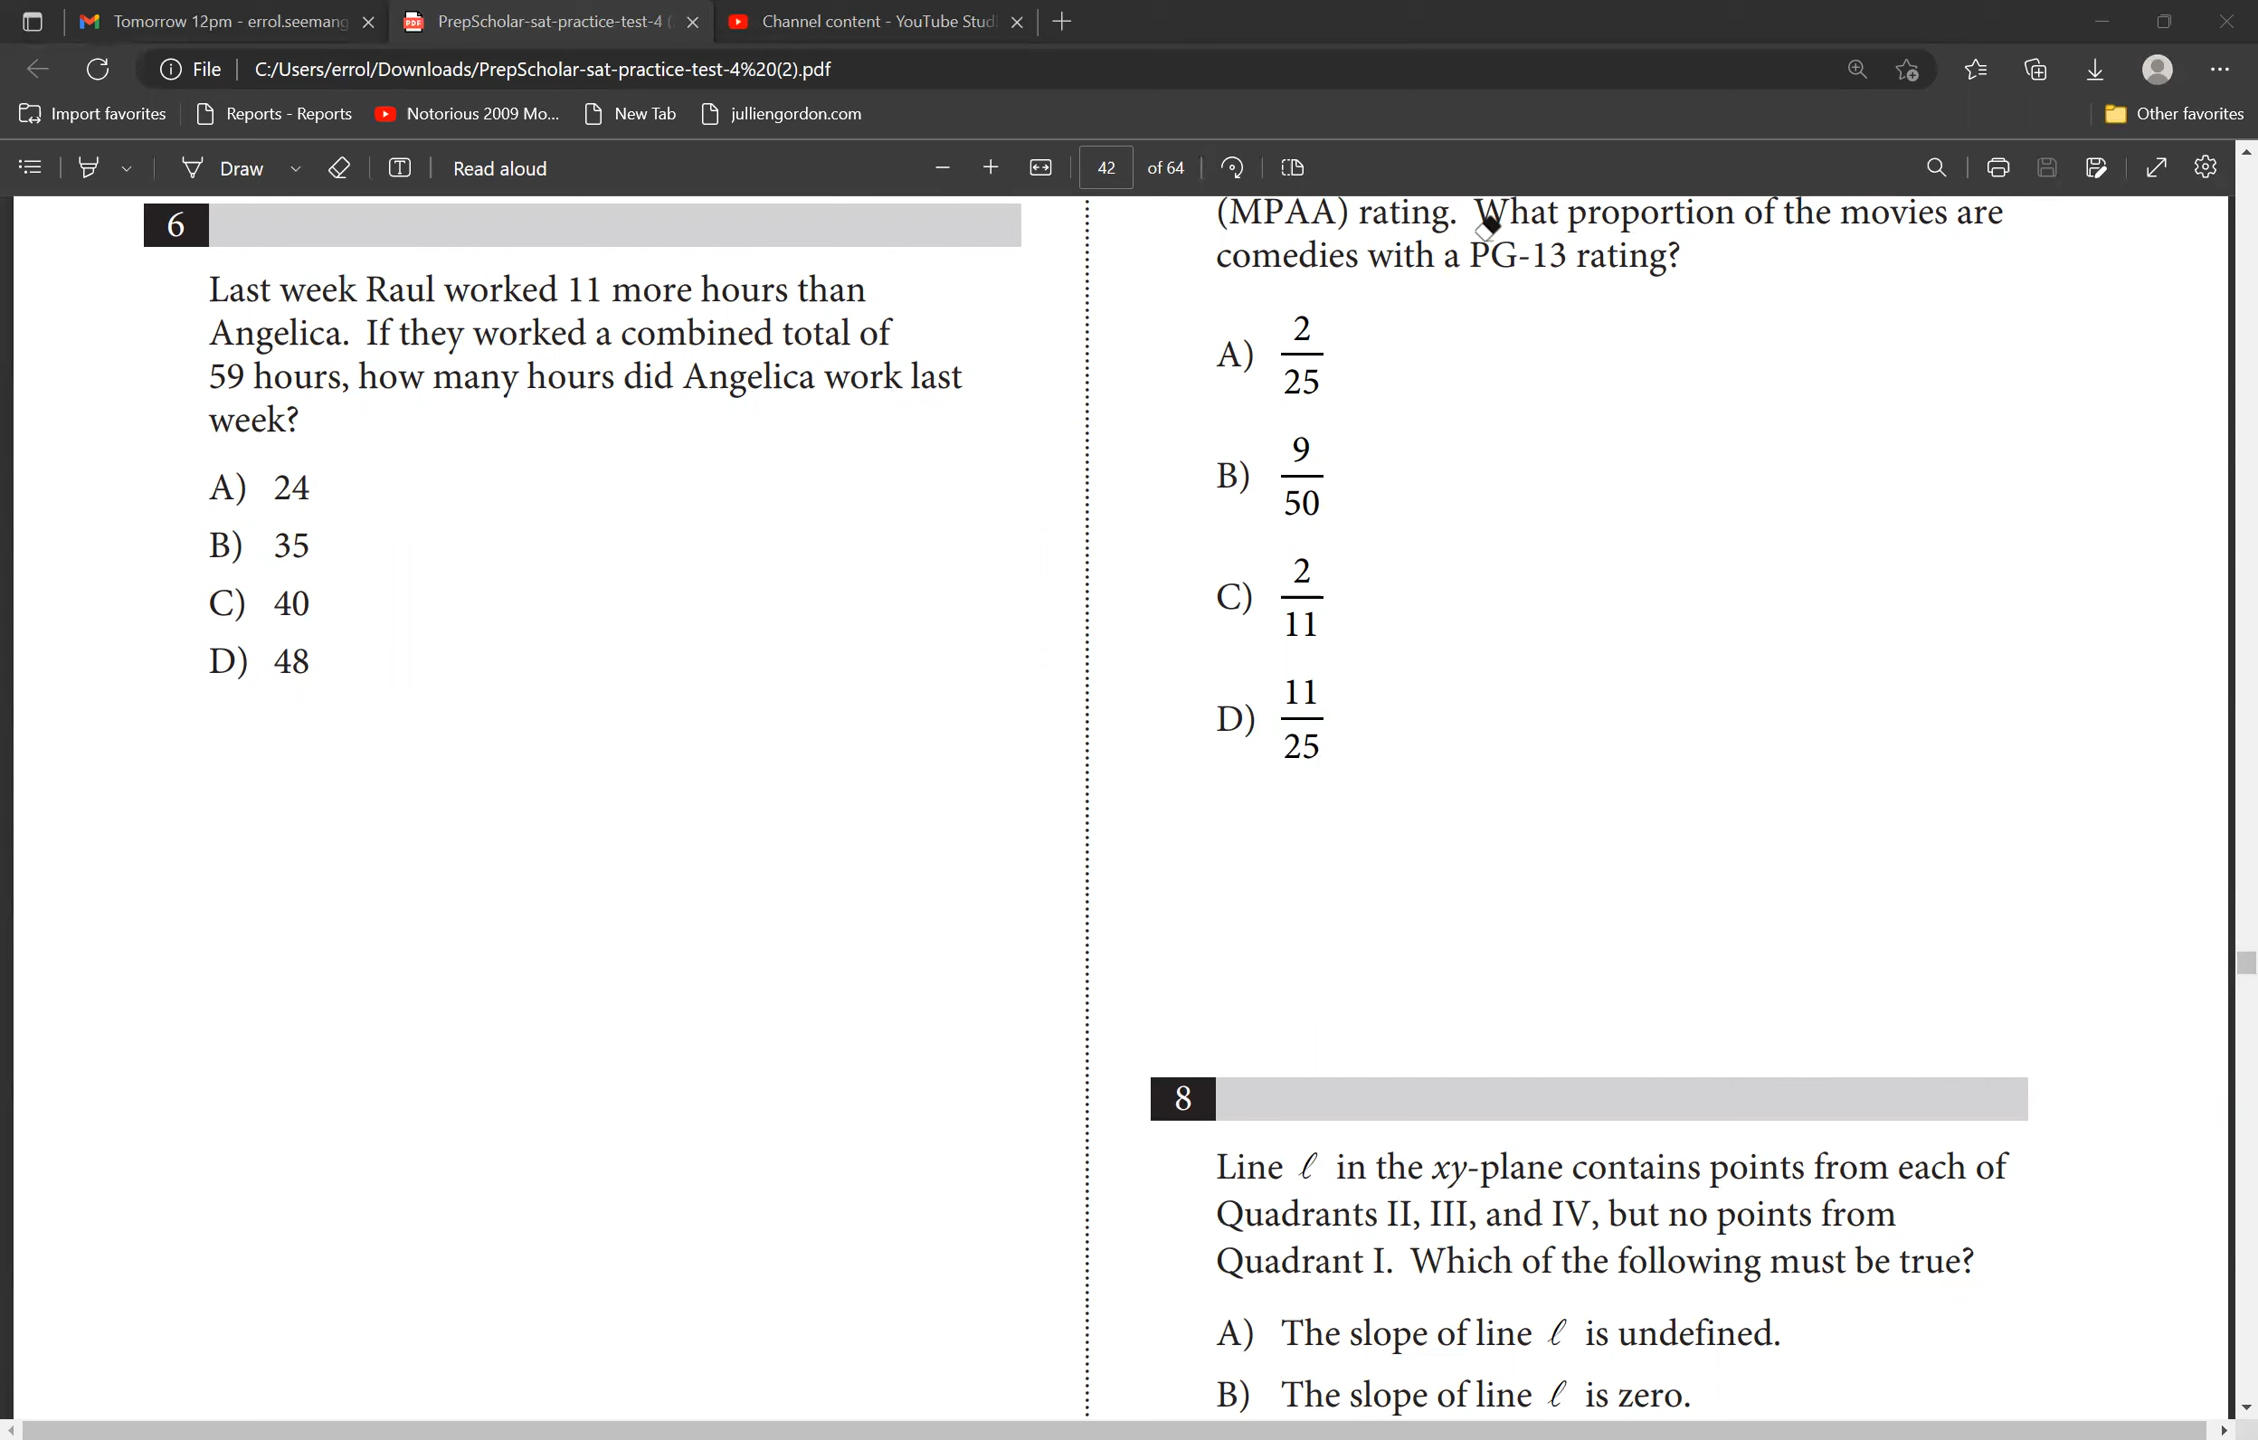 Tomorrow 12pm - errol.seemang
PrepScholar-sat-practice-test-4 (
Channel content - YouTube Stud
File
C:/Users/errol/Downloads/PrepScholar-sat-practice-test-4%20(2).pdf
Import favorites
Reports - Reports
Notorious 2009 Mo...
New Tab
julliengordon.com
Other favorites
Draw
Read aloud
42 of 64
6
Last week Raul worked 11 more hours than
Angelica. If they worked a combined total of
59 hours, how many hours did Angelica work last
week?
A) 24
B) 35
C) 40
D) 48
(MPAA) rating. What proportion of the movies are
comedies with a PG-13 rating?
A) 2/25
B) 9/50
C) 2/11
D) 11/25
8
Line ℓ in the xy-plane contains points from each of
Quadrants II, III, and IV, but no points from
Quadrant I. Which of the following must be true?
A) The slope of line ℓ is undefined.
B) The slope of line ℓ is zero.